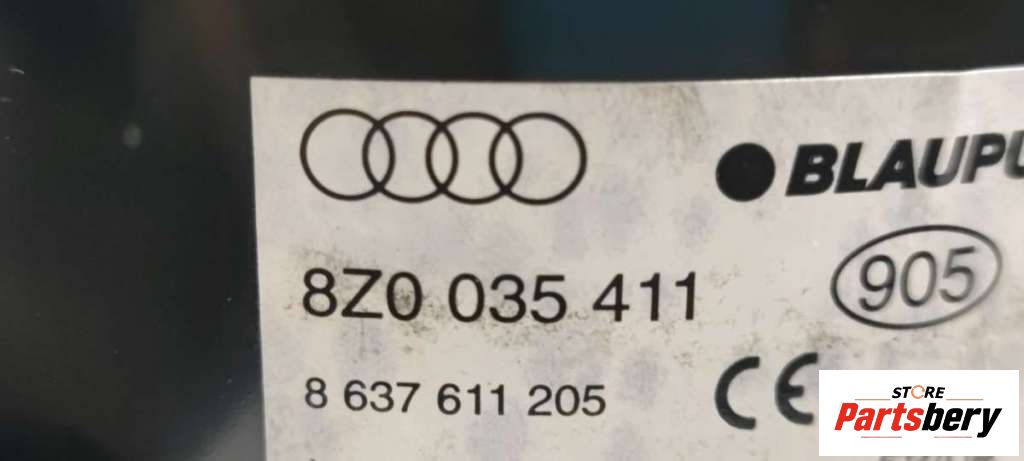 BLAUPU
8Z0 035 411
905
8 637 611 205
CE
STORE
Partsbery